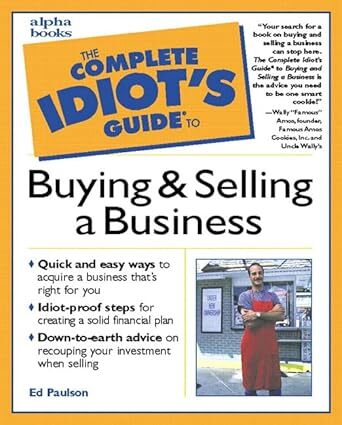 alpha
books
THE
COMPLETE
IDIOT'S
GUIDE® TO
"Your search for a
book on buying and
selling a business
can stop here.
The Complete Idiot's
Guide® to Buying and
Selling a Business is
the advice you need
to be one smart
cookie!"
—Wally "Famous"
Amos, founder,
Famous Amos
Cookies, Inc. and
Uncle Wally's
Buying & Selling
a Business
Quick and easy ways to
acquire a business that's
right for you
Idiot-proof steps for
creating a solid financial plan
Down-to-earth advice on
recouping your investment
when selling
UNDER
NEW
OWNERSHIP
Ed Paulson